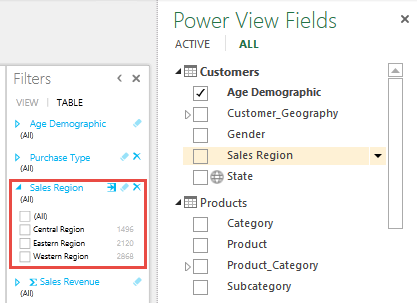 Filters
VIEW | TABLE
Age Demographic
(All)
Purchase Type
(All)
Sales Region
(All)
(All)
Central Region 1496
Eastern Region 2120
Western Region 2868
Sales Revenue
(All)
Power View Fields
ACTIVE | ALL
Customers
Age Demographic
Customer_Geography
Gender
Sales Region
State
Products
Category
Product
Product_Category
Subcategory